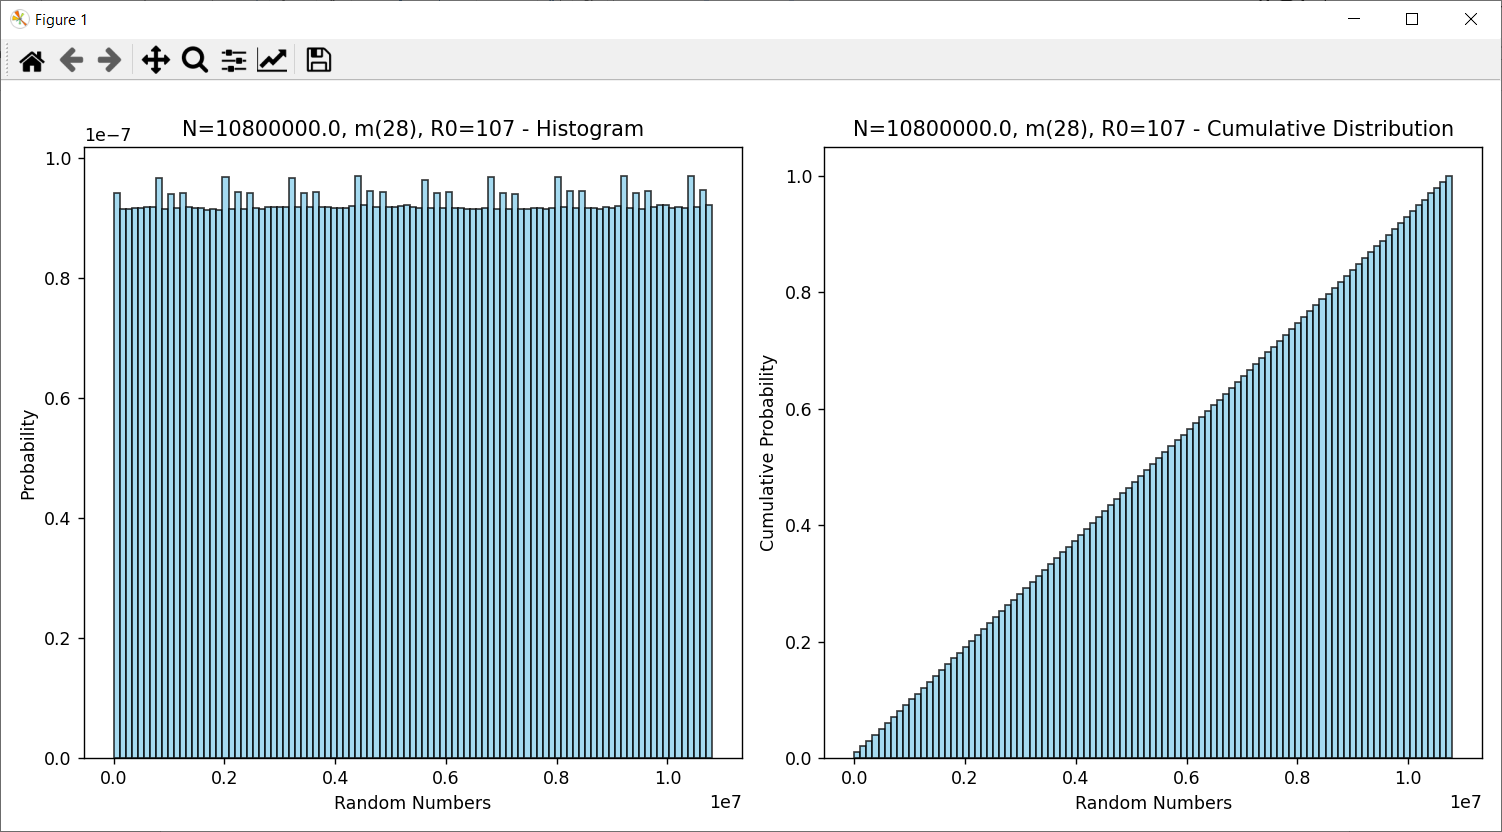 Figure 1
N=10800000.0, m(28), R0=107 - Histogram
1e−7
1.0
0.8
0.6
0.4
0.2
0.0
Probability
0.0 0.2 0.4 0.6 0.8 1.0
1e7
Random Numbers
N=10800000.0, m(28), R0=107 - Cumulative Distribution
1.0
0.8
0.6
0.4
0.2
0.0
Cumulative Probability
0.0 0.2 0.4 0.6 0.8 1.0
1e7
Random Numbers